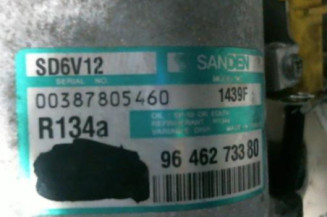 SD6V12 SANDEN
SERIAL NO.
00387805460 1439F
R134a
96 462 733 80